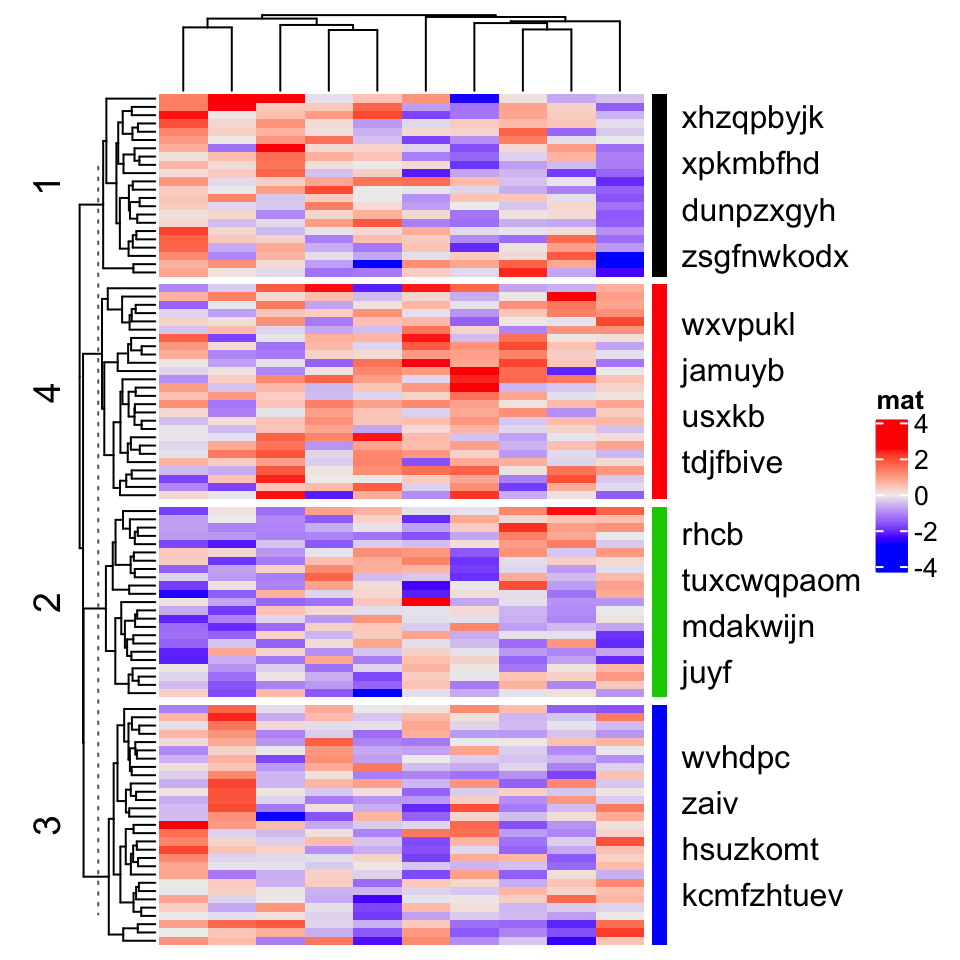 1
xhzqpbyjk
xpkmbfhd
dunpzxgyh
zsgfnwkodx
4
wxvpukl
jamuyb
usxkb
tdjfbive
2
rhcb
tuxcwqpaom
mdakwijn
juyf
3
wvhdpc
zaiv
hsuzkomt
kcmfzhtuev
mat
4
2
0
-2
-4